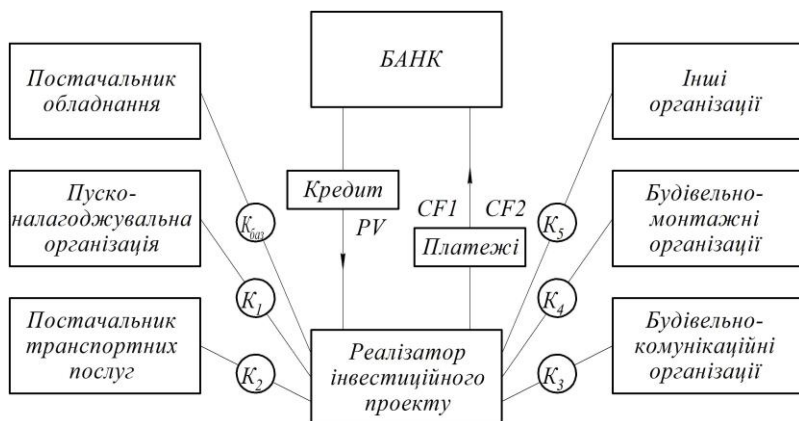 БАНК
Постачальник
обладнання
Інші
організації
Пуско-
налагоджувальна
організація
Кредит
PV
CF1 CF2
Платежі
Будівельно-
монтажні
організації
Kбаз
K5
K1
K4
Постачальник
транспортних
послуг
Реалізатор
інвестиційного
проекту
Будівельно-
комунікаційні
організації
K2
K3